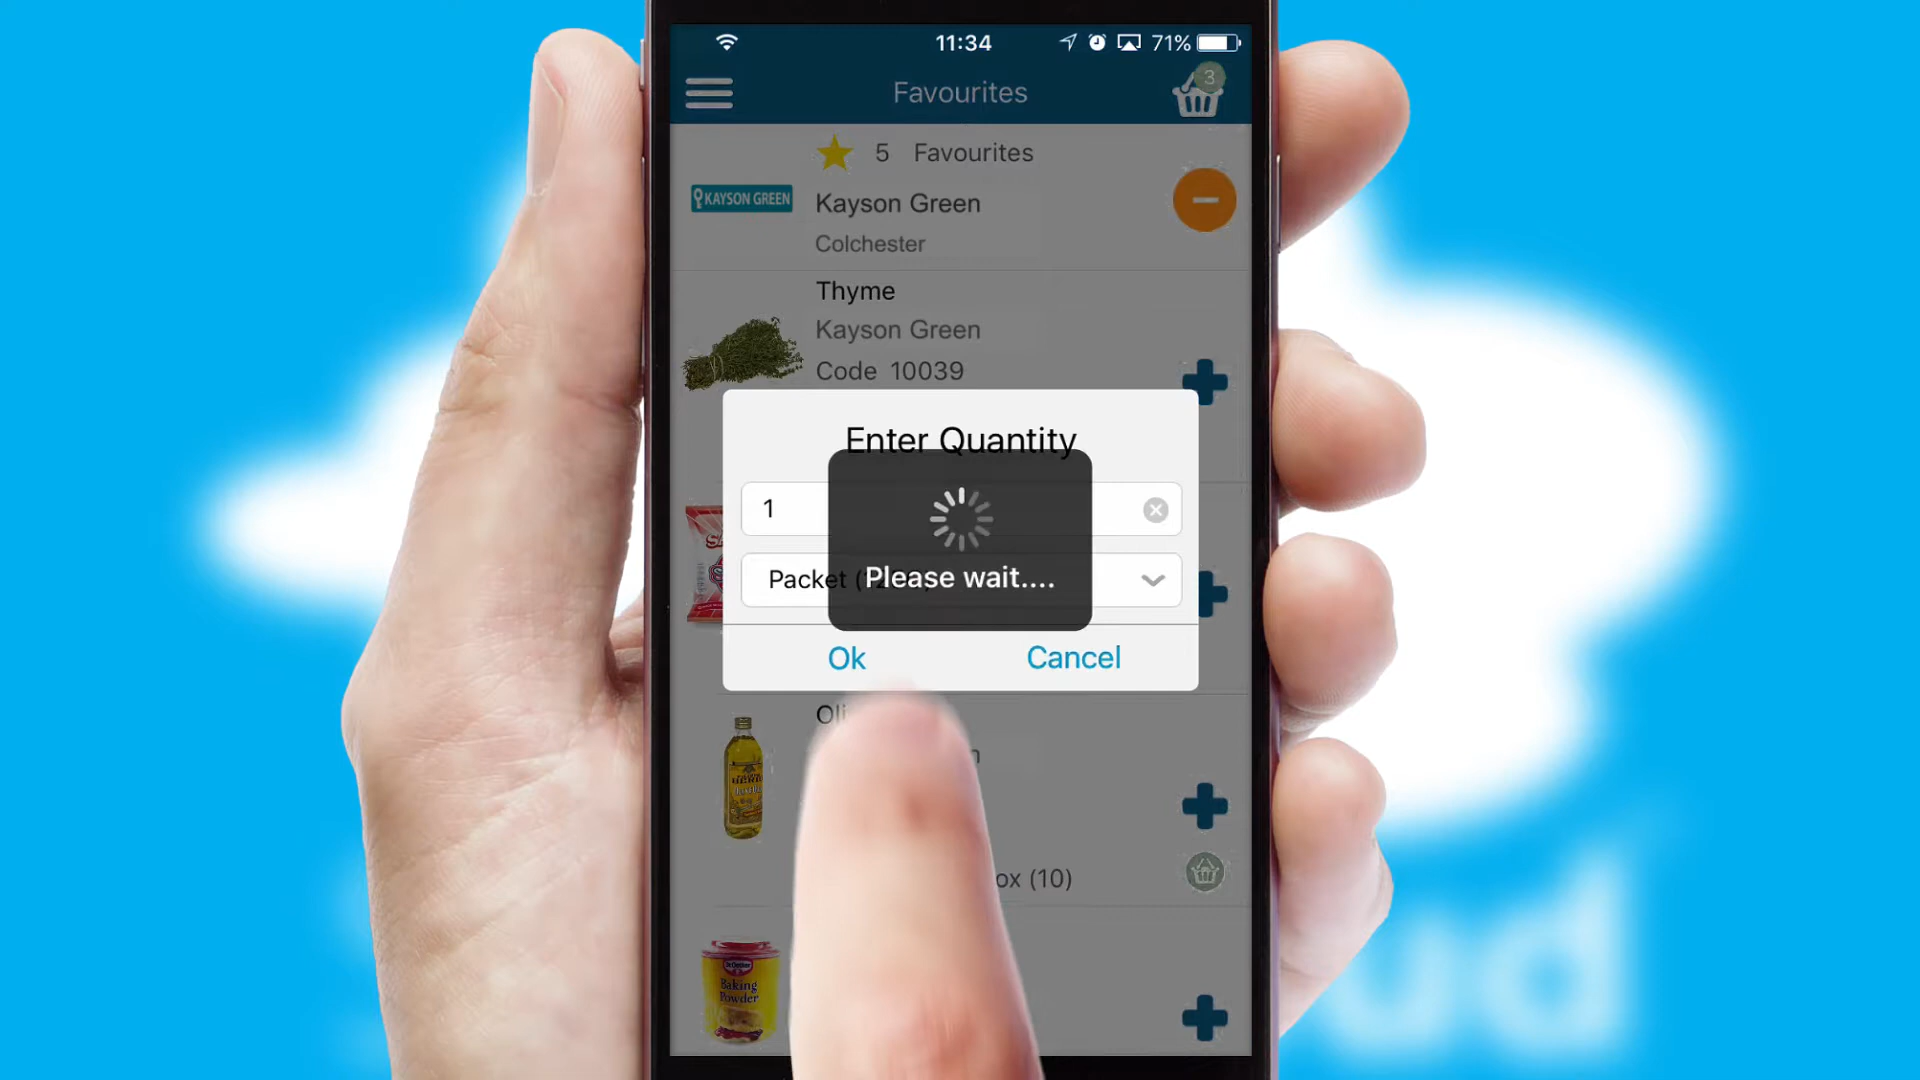 11:34
71%
Favourites
3
5 Favourites
KAYSON GREEN
Kayson Green
Colchester
Thyme
Kayson Green
Code 10039
Enter Quantity
1
Packet
Please wait....
Ok
Cancel
ox (10)
Baking
Powder
ud